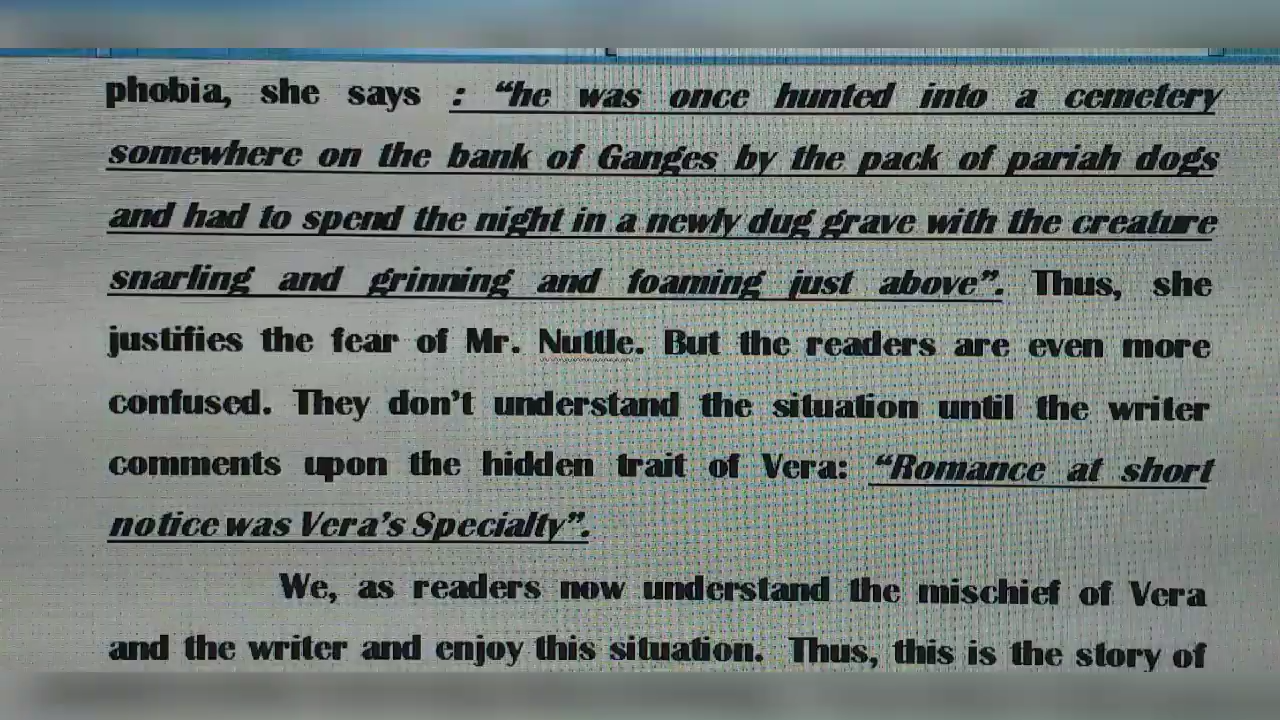 phobia, she says : “he was once hunted into a cemetery
somewhere on the bank of Ganges by the pack of pariah dogs
and had to spend the night in a newly dug grave with the creature
snarling and grinning and foaming just above”. Thus, she
justifies the fear of Mr. Nuttle. But the readers are even more
confused. They don’t understand the situation until the writer
comments upon the hidden trait of Vera: “Romance at short
notice was Vera’s Specialty”.
We, as readers now understand the mischief of Vera
and the writer and enjoy this situation. Thus, this is the story of